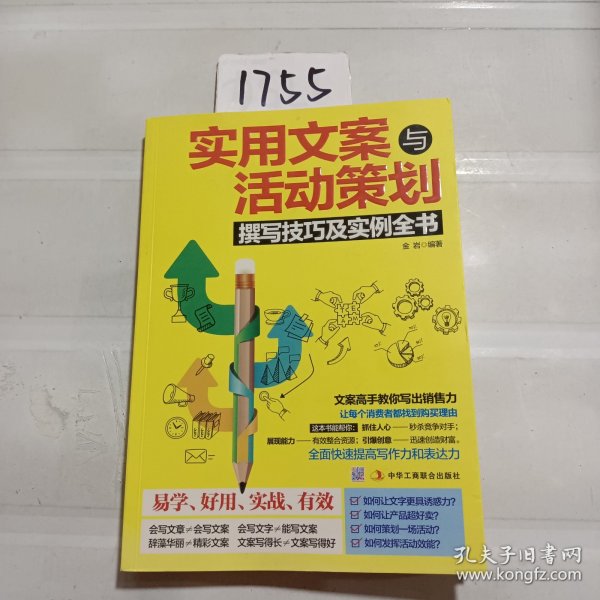 1755
实用文案与
活动策划
撰写技巧及实例全书
金岩◎编著
TEAM
文案高手教你写出销售力
让每个消费者都找到购买理由
这本书能帮你：抓住人心——秒杀竞争对手；
展现能力——有效整合资源；引爆创意——迅速创造财富。
全面快速提高写作力和表达力
中华工商联合出版社
易学、好用、实战、有效
会写文章≠会写文案 会写文字≠能写文案
辞藻华丽≠精彩文案 文案写得长≠文案写得好
如何让文字更具诱惑力？
如何让产品超好卖？
如何策划一场活动？
如何发挥活动效能？
孔夫子旧书网
www.kongfz.com